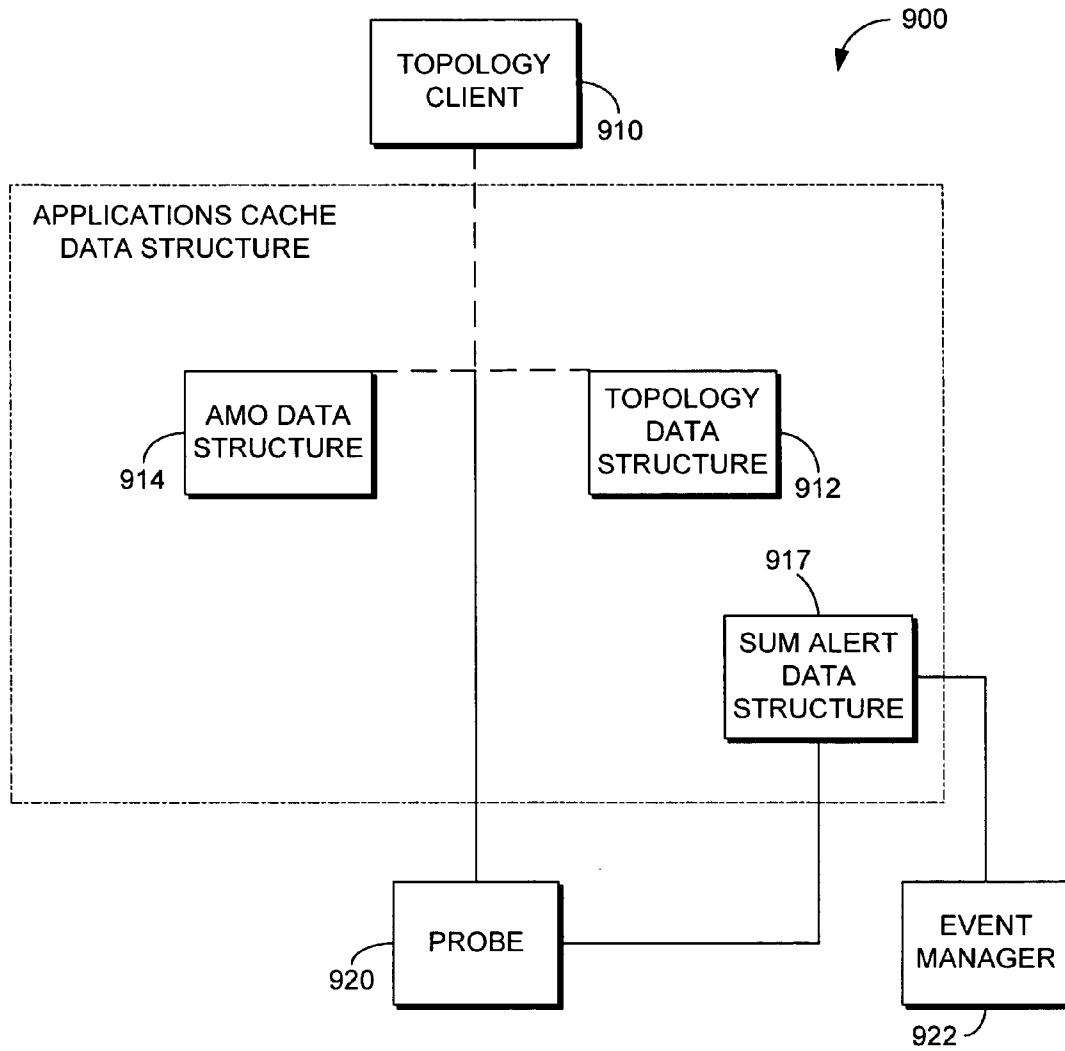 900
TOPOLOGY
CLIENT
910
APPLICATIONS CACHE
DATA STRUCTURE
AMO DATA
STRUCTURE
914
TOPOLOGY
DATA
STRUCTURE
912
917
SUM ALERT
DATA
STRUCTURE
PROBE
920
EVENT
MANAGER
922